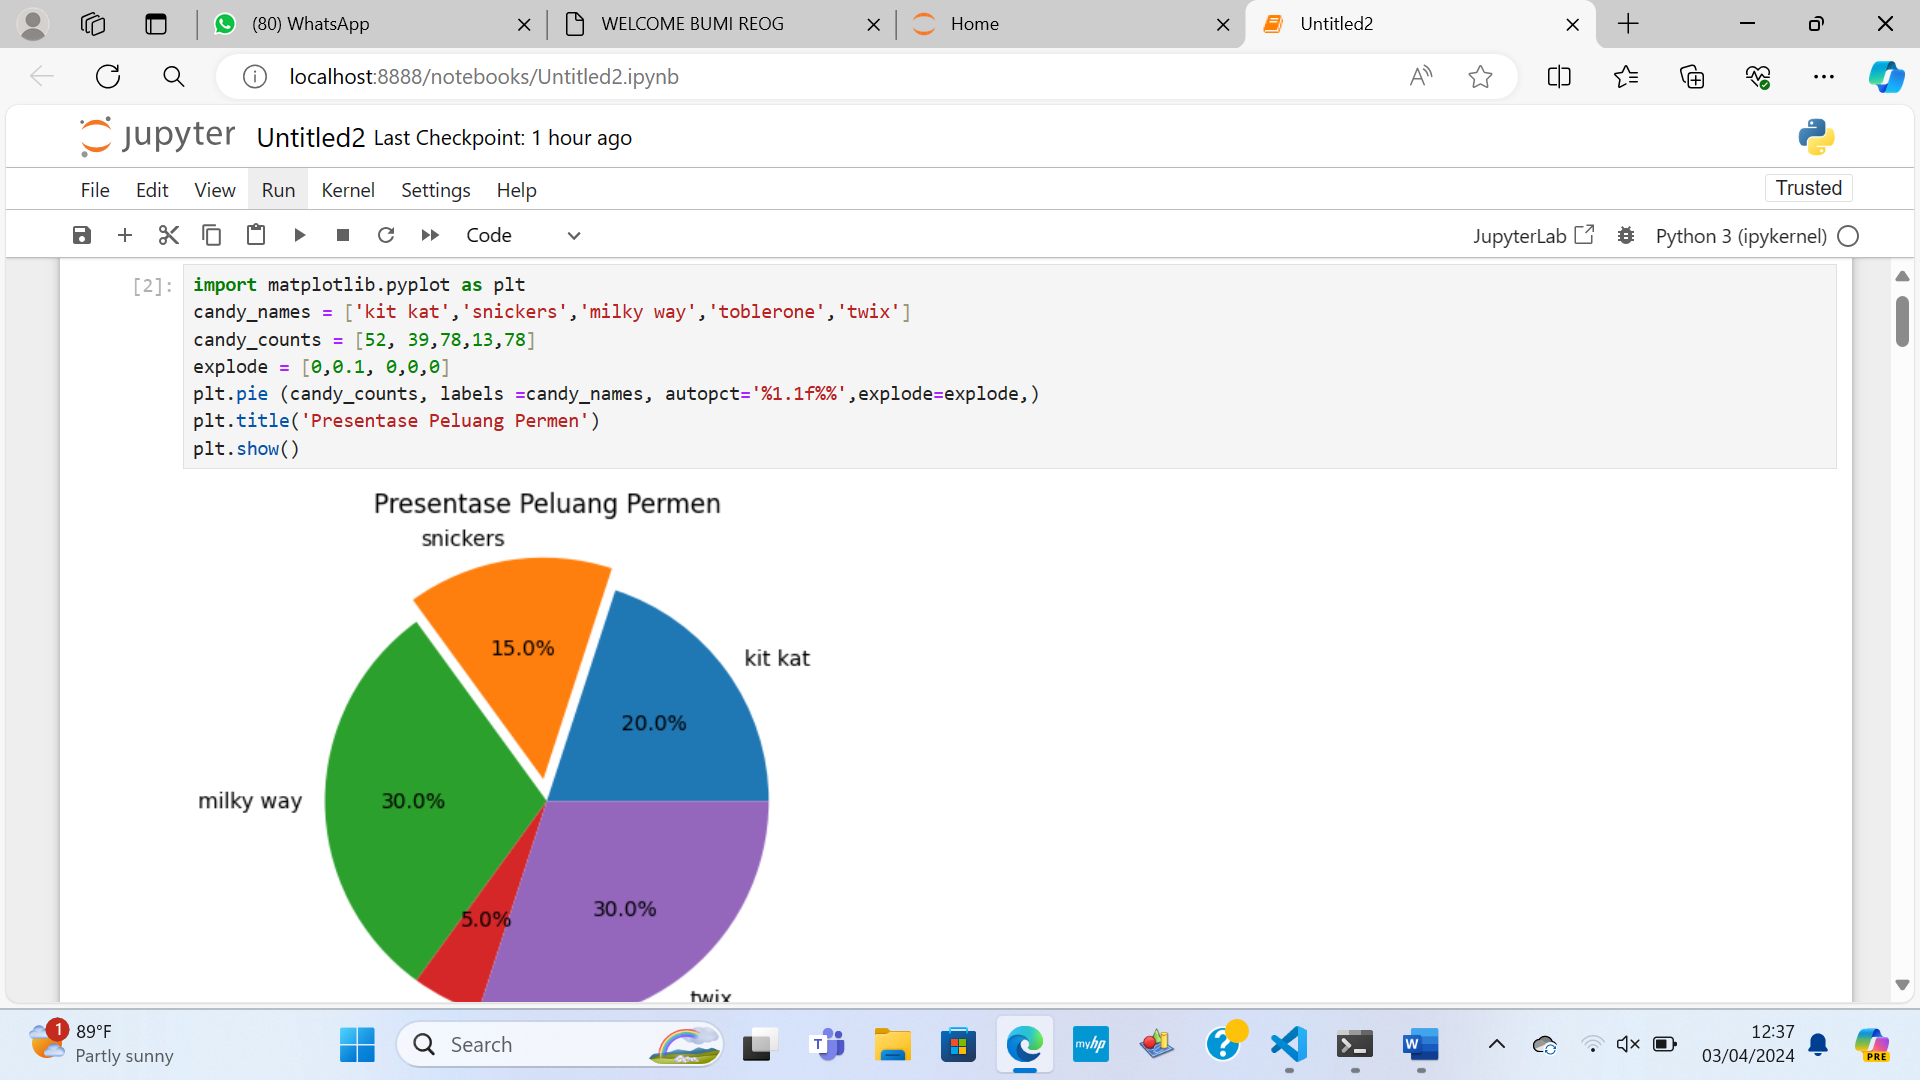 (80) WhatsApp
WELCOME BUMI REOG
Home
Untitled2
localhost:8888/notebooks/Untitled2.ipynb
jupyter Untitled2 Last Checkpoint: 1 hour ago
File Edit View Run Kernel Settings Help
Trusted
Code
JupyterLab
Python 3 (ipykernel)
[2]:
import matplotlib.pyplot as plt
candy_names = ['kit kat','snickers','milky way','toblerone','twix']
candy_counts = [52, 39,78,13,78]
explode = [0,0.1, 0,0,0]
plt.pie (candy_counts, labels =candy_names, autopct='%1.1f%%',explode=explode,)
plt.title('Presentase Peluang Permen')
plt.show()
Presentase Peluang Permen
snickers
15.0%
kit kat
20.0%
milky way
30.0%
5.0%
30.0%
twix
1
89°F
Partly sunny
Search
T
myhp
?
W
12:37
03/04/2024
PRE